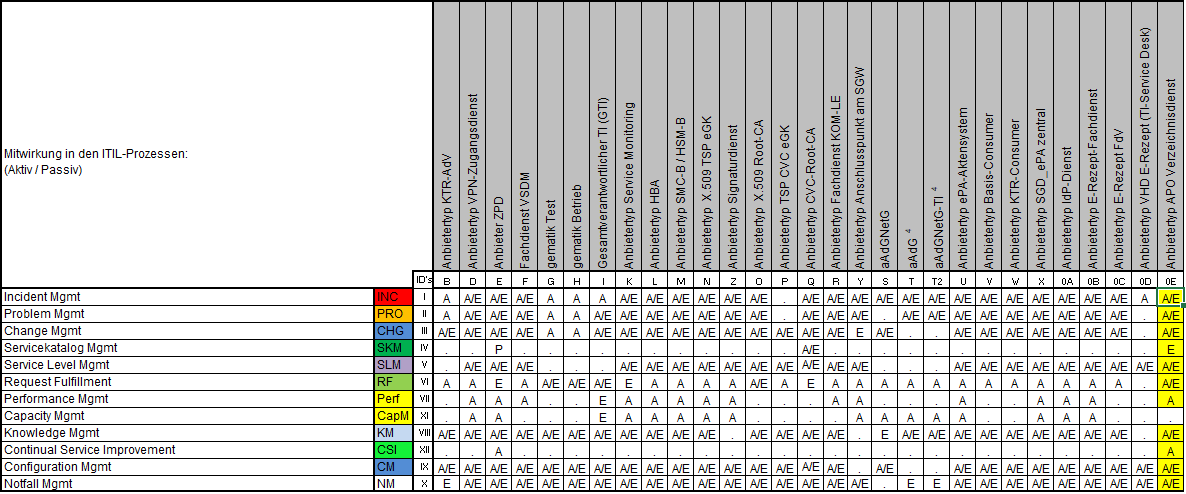 Mitwirkung in den ITIL-Prozessen:
(Aktiv / Passiv)
Anbietertyp KTR-AdV
Anbietertyp VPN-Zugangsdienst
Anbieter ZPD
Fachdienst VSDM
gematik Test
gematik Betrieb
Gesamtverantwortlicher TI (GTI)
Anbietertyp Service Monitoring
Anbietertyp HBA
Anbietertyp SMC-B / HSM-B
Anbietertyp X.509 TSP eGK
Anbietertyp Signaturdienst
Anbietertyp X.509 Root-CA
Anbietertyp TSP CVC eGK
Anbietertyp CVC-Root-CA
Anbietertyp Fachdienst KOM-LE
Anbietertyp Anschlusspunkt am SGW
aAdGNetG
aAdG 4
aAdGNetG-TI 4
Anbietertyp ePA-Aktensystem
Anbietertyp Basis-Consumer
Anbietertyp KTR-Consumer
Anbietertyp SGD_ePA zentral
Anbietertyp IdP-Dienst
Anbietertyp E-Rezept-Fachdienst
Anbietertyp E-Rezept FdV
Anbietertyp VHD E-Rezept (TI-Service Desk)
Anbietertyp APO Verzeichnisdienst
ID's B D E F G H I K L M N Z O P Q R Y S T T2 U V W X 0A 0B 0C 0D 0E
Incident Mgmt INC I A A/E A/E A/E A A A A/E A/E A/E A/E A/E A/E . A/E A/E A/E
Problem Mgmt PRO II . A/E A/E A/E A A
Change Mgmt CHG III A/E A/E A/E A/E A A
Servicekatalog Mgmt SKM IV . . P . . . . . . . . . . . A/E . . . . . . . . . . . . . E
Service Level Mgmt SLM V . A/E A/E A/E
Request Fulfillment RF VI A A E A A/E A/E A/E E A A A A A/E A E A A A A A A A A A A A A . A/E
Performance Mgmt Perf VII . A A A . . E A A A A A
Capacity Mgmt CapM XI . A A A . . E A A A A A
Knowledge Mgmt KM VIII A/E A/E A/E A/E A/E A/E A/E A/E A/E A/E A/E . A/E A/E A/E A/E . E A/E A/E A/E A/E A/E A/E A/E A/E A/E . A/E
Continual Service Improvement CSI XII . . A . . . . . . . . . . . . . . . . . . . . . . . . . A
Configuration Mgmt CM IX A/E A/E A/E A/E A/E A/E A/E A/E A/E A/E A/E A/E A/E A/E A/E A/E . A/E . . A/E A/E A/E A/E A/E A/E A/E A/E A/E
Notfall Mgmt NM X E A/E A/E A/E A/E A/E A/E A/E A/E A/E A/E A/E A/E A/E A/E A/E A/E . E E A/E A/E A/E A/E A/E A/E A/E A/E A/E